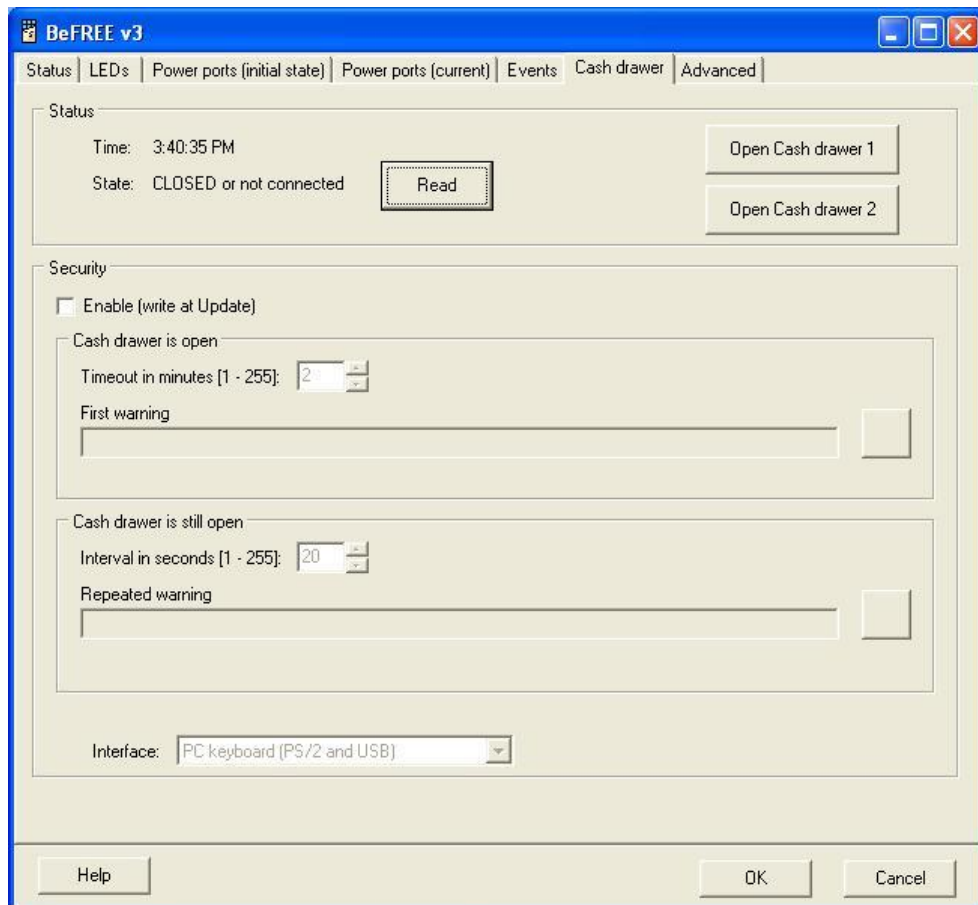 BeFREE v3
Status LEDs Power ports (initial state) Power ports (current) Events Cash drawer Advanced
Status
Time: 3:40:35 PM
Open Cash drawer 1
State: CLOSED or not connected
Read
Open Cash drawer 2
Security
Enable (write at Update)
Cash drawer is open
Timeout in minutes [1 - 255]: 2
First warning
Cash drawer is still open
Interval in seconds [1 - 255]: 20
Repeated warning
Interface: PC keyboard (PS/2 and USB)
Help OK Cancel